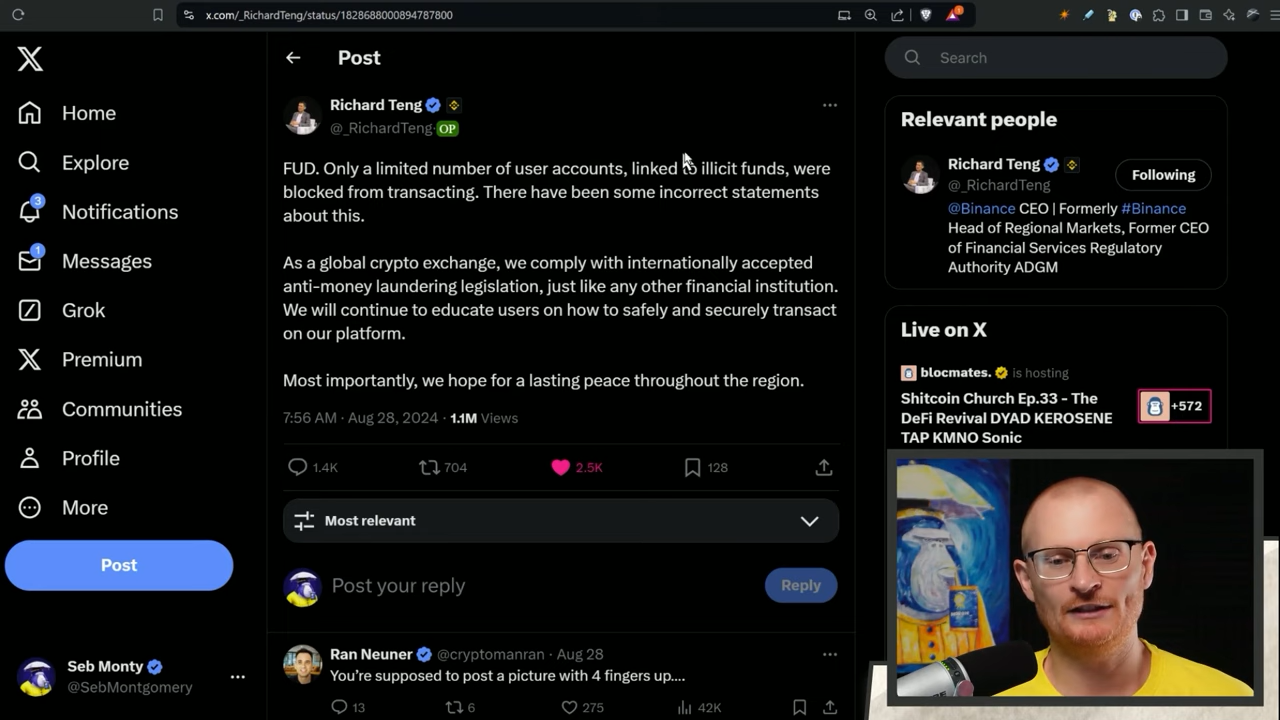 x.com/_RichardTeng/status/1828688000894787800
Home
Explore
3
Notifications
1
Messages
Grok
Premium
Communities
Profile
More
Post
Seb Monty
@SebMontgomery
Post
Richard Teng
@_RichardTeng OP
FUD. Only a limited number of user accounts, linked to illicit funds, were
blocked from transacting. There have been some incorrect statements
about this.
As a global crypto exchange, we comply with internationally accepted
anti-money laundering legislation, just like any other financial institution.
We will continue to educate users on how to safely and securely transact
on our platform.
Most importantly, we hope for a lasting peace throughout the region.
7:56 AM · Aug 28, 2024 · 1.1M Views
1.4K 704 2.5K 128
Most relevant
Post your reply
Reply
Ran Neuner @cryptomanran · Aug 28
You're supposed to post a picture with 4 fingers up....
13 6 275 42K
Search
Relevant people
Richard Teng
@_RichardTeng
Following
@Binance CEO | Formerly #Binance
Head of Regional Markets, Former CEO
of Financial Services Regulatory
Authority ADGM
Live on X
blocmates. is hosting
Shitcoin Church Ep.33 - The
DeFi Revival DYAD KEROSENE
TAP KMNO Sonic
+572